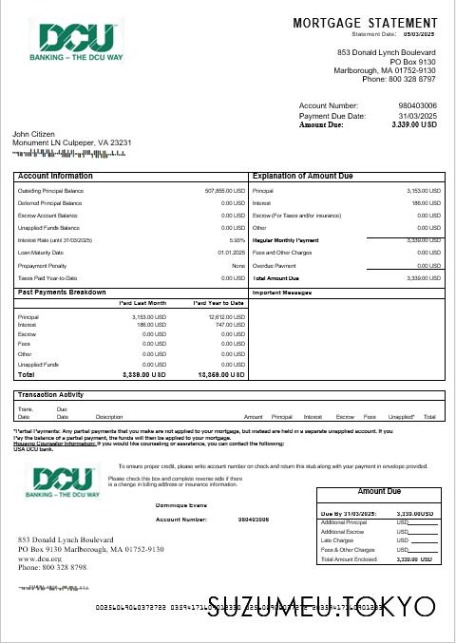 DCU
BANKING – THE DCU WAY
MORTGAGE STATEMENT
Statement Date: 05/03/2025
853 Donald Lynch Boulevard
PO Box 9130
Marlborough, MA 01752-9130
Phone: 800 328 8797
Account Number: 980403006
Payment Due Date: 31/03/2025
Amount Due: 3,339.00 USD
John Citizen
Monument LN Culpeper, VA 23231
Account Information
Outstanding Principal Balance 507,855.00 USD
Deferred Principal Balance 0.00 USD
Escrow Account Balance 0.00 USD
Unapplied Funds Balance 0.00 USD
Interest Rate (until 31/03/2025)
Loan Maturity Date 01.01.2025
Prepayment Penalty None
Taxes Paid Year-to-Date 0.00 USD
Explanation of Amount Due
Principal 3,153.00 USD
Interest 186.00 USD
Escrow (For Taxes and/or insurance) 0.00 USD
Other 0.00 USD
Regular Monthly Payment 3,339.00 USD
Fees and Other Charges 0.00 USD
Overdue Payment 0.00 USD
Total Amount Due 3,339.00 USD
Past Payments Breakdown
Paid Last Month Paid Year to Date
Principal 3,153.00 USD 12,612.00 USD
Interest 186.00 USD 747.00 USD
Escrow 0.00 USD 0.00 USD
Fees 0.00 USD 0.00 USD
Other 0.00 USD 0.00 USD
Unapplied Funds 0.00 USD 0.00 USD
Total 3,339.00 USD 13,359.00 USD
Important Messages
Transaction Activity
Trans. Date Due Date Description Amount Principal Interest Escrow Fees Unapplied* Total
*Partial Payments: Any partial payments that you make are not applied to your mortgage, but instead are held in a separate unapplied account. If you
Pay the balance of a partial payment, the funds will then be applied to your mortgage.
Housing Counselor Information: If you would like counseling or assistance, you can contact the following:
USA DCU bank.
DCU
BANKING – THE DCU WAY
To ensure proper credit, please write account number on check and return this stub along with your payment in envelope provided.
Please check this box and complete reverse side if there
is a change in billing address or insurance information.
Dominique Evans
Account Number: 980403006
853 Donald Lynch Boulevard
PO Box 9130 Marlborough, MA 01752-9130
www.dcu.org
Phone: 800 328 8798
Amount Due
Due By 31/03/2025: 3,339.00USD
Additional Principal USD
Additional Escrow USD
Late Charges USD
Fees & Other Charges USD
Total Amount Enclosed 3,339.00 USD
SUZUMEU.TOKYO